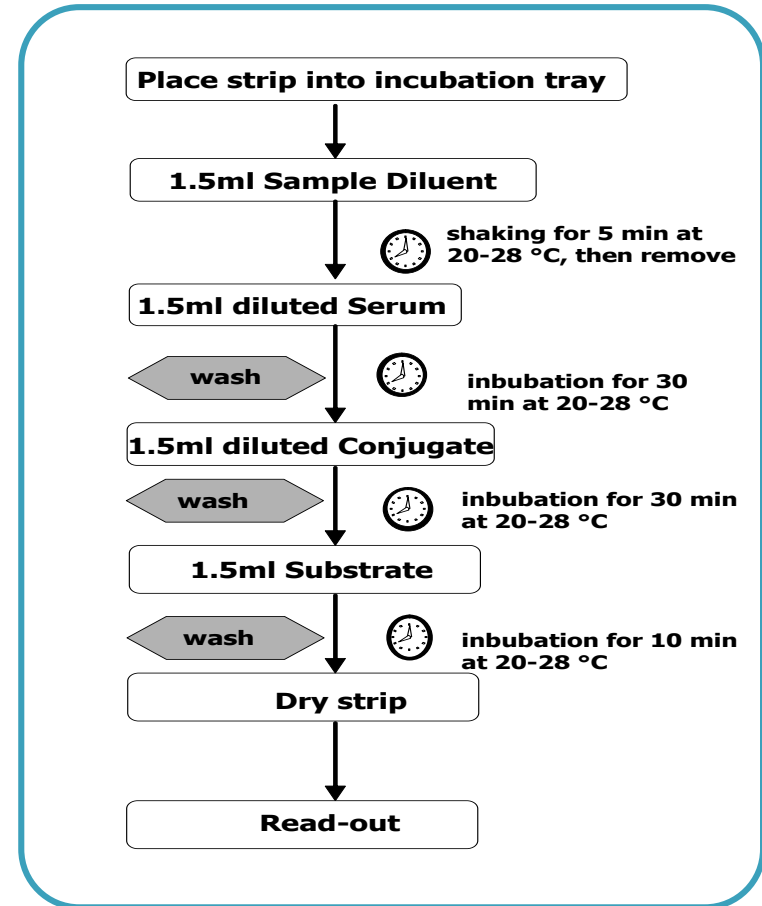 Place strip into incubation tray
1.5ml Sample Diluent
shaking for 5 min at
20-28 °C, then remove
1.5ml diluted Serum
wash
inbubation for 30
min at 20-28 °C
1.5ml diluted Conjugate
wash
inbubation for 30 min
at 20-28 °C
1.5ml Substrate
wash
inbubation for 10 min
at 20-28 °C
Dry strip
Read-out